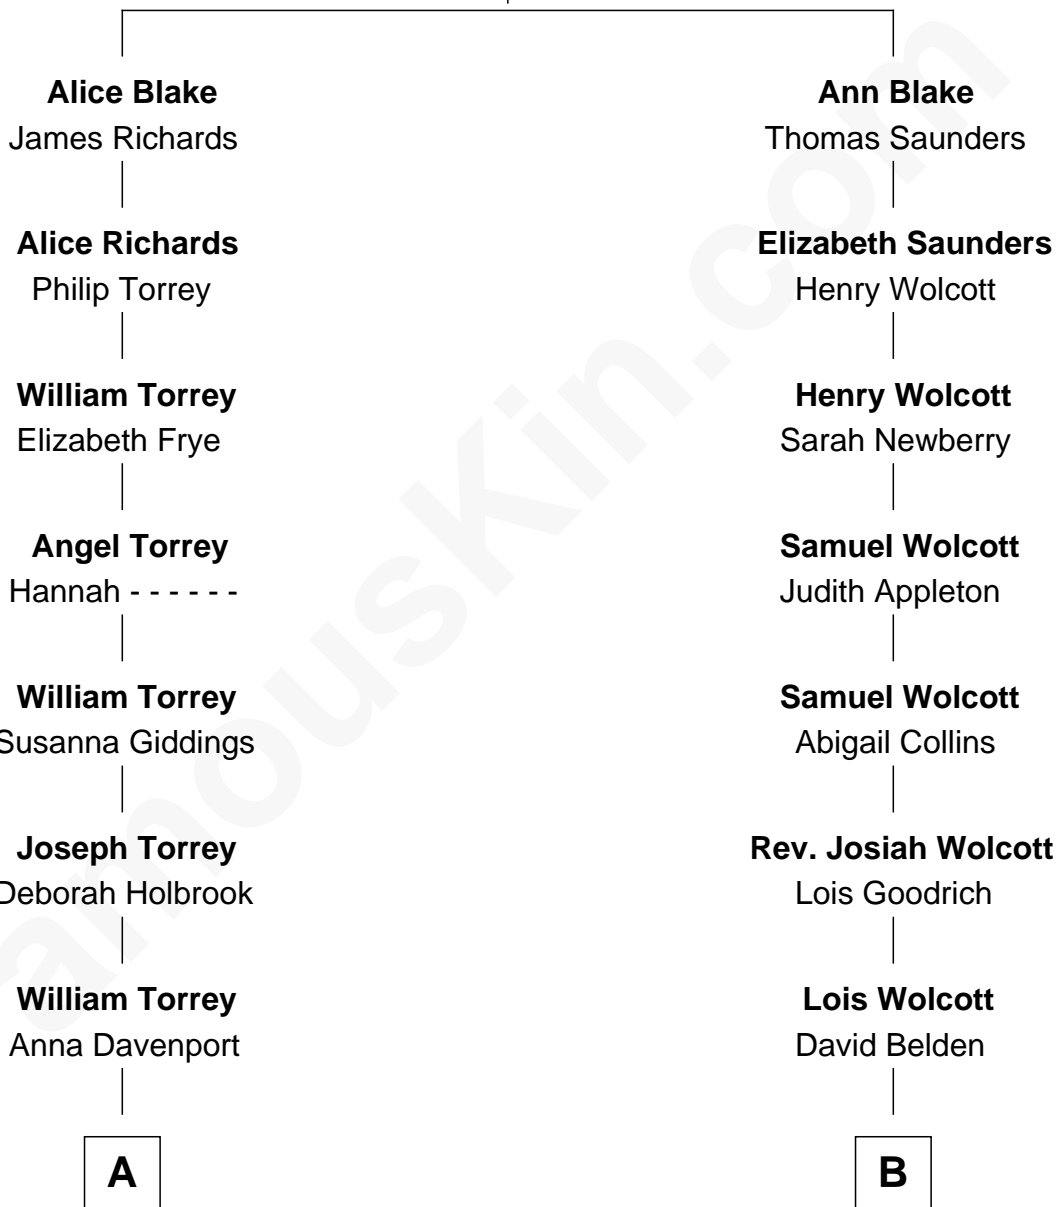 Alice Blake
James Richards
Alice Richards
Philip Torrey
William Torrey
Elizabeth Frye
Angel Torrey
Hannah - - - - - -
William Torrey
Susanna Giddings
Joseph Torrey
Deborah Holbrook
William Torrey
Anna Davenport
A
Ann Blake
Thomas Saunders
Elizabeth Saunders
Henry Wolcott
Henry Wolcott
Sarah Newberry
Samuel Wolcott
Judith Appleton
Samuel Wolcott
Abigail Collins
Rev. Josiah Wolcott
Lois Goodrich
Lois Wolcott
David Belden
B
amousKin.com